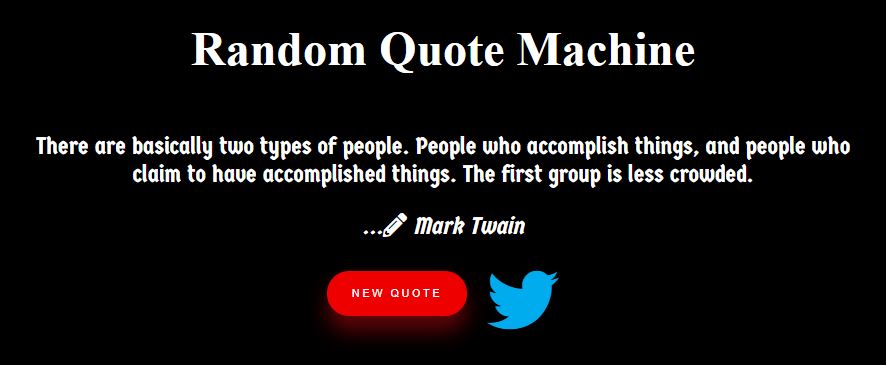 Random Quote Machine
There are basically two types of people. People who accomplish things, and people who
claim to have accomplished things. The first group is less crowded.
... Mark Twain
NEW QUOTE